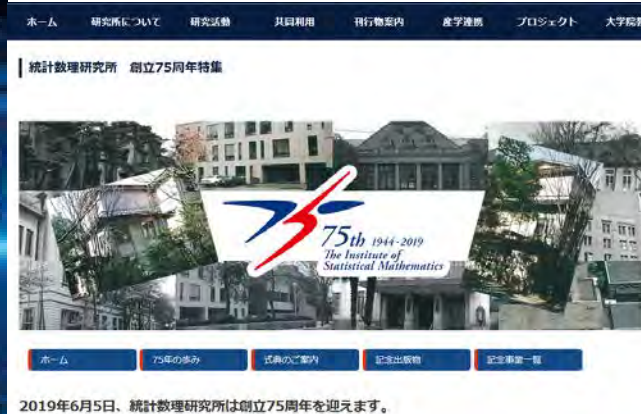 ホーム 研究所について 研究活動 共同利用 刊行物案内 産学連携 プロジェクト 大学院
統計数理研究所 創立75周年特集
75th 1944-2019
The Institute of
Statistical Mathematics
ホーム 75年の歩み 式典のご案内 記念出版物 記念事業一覧
2019年6月5日、統計数理研究所は創立75周年を迎えます。